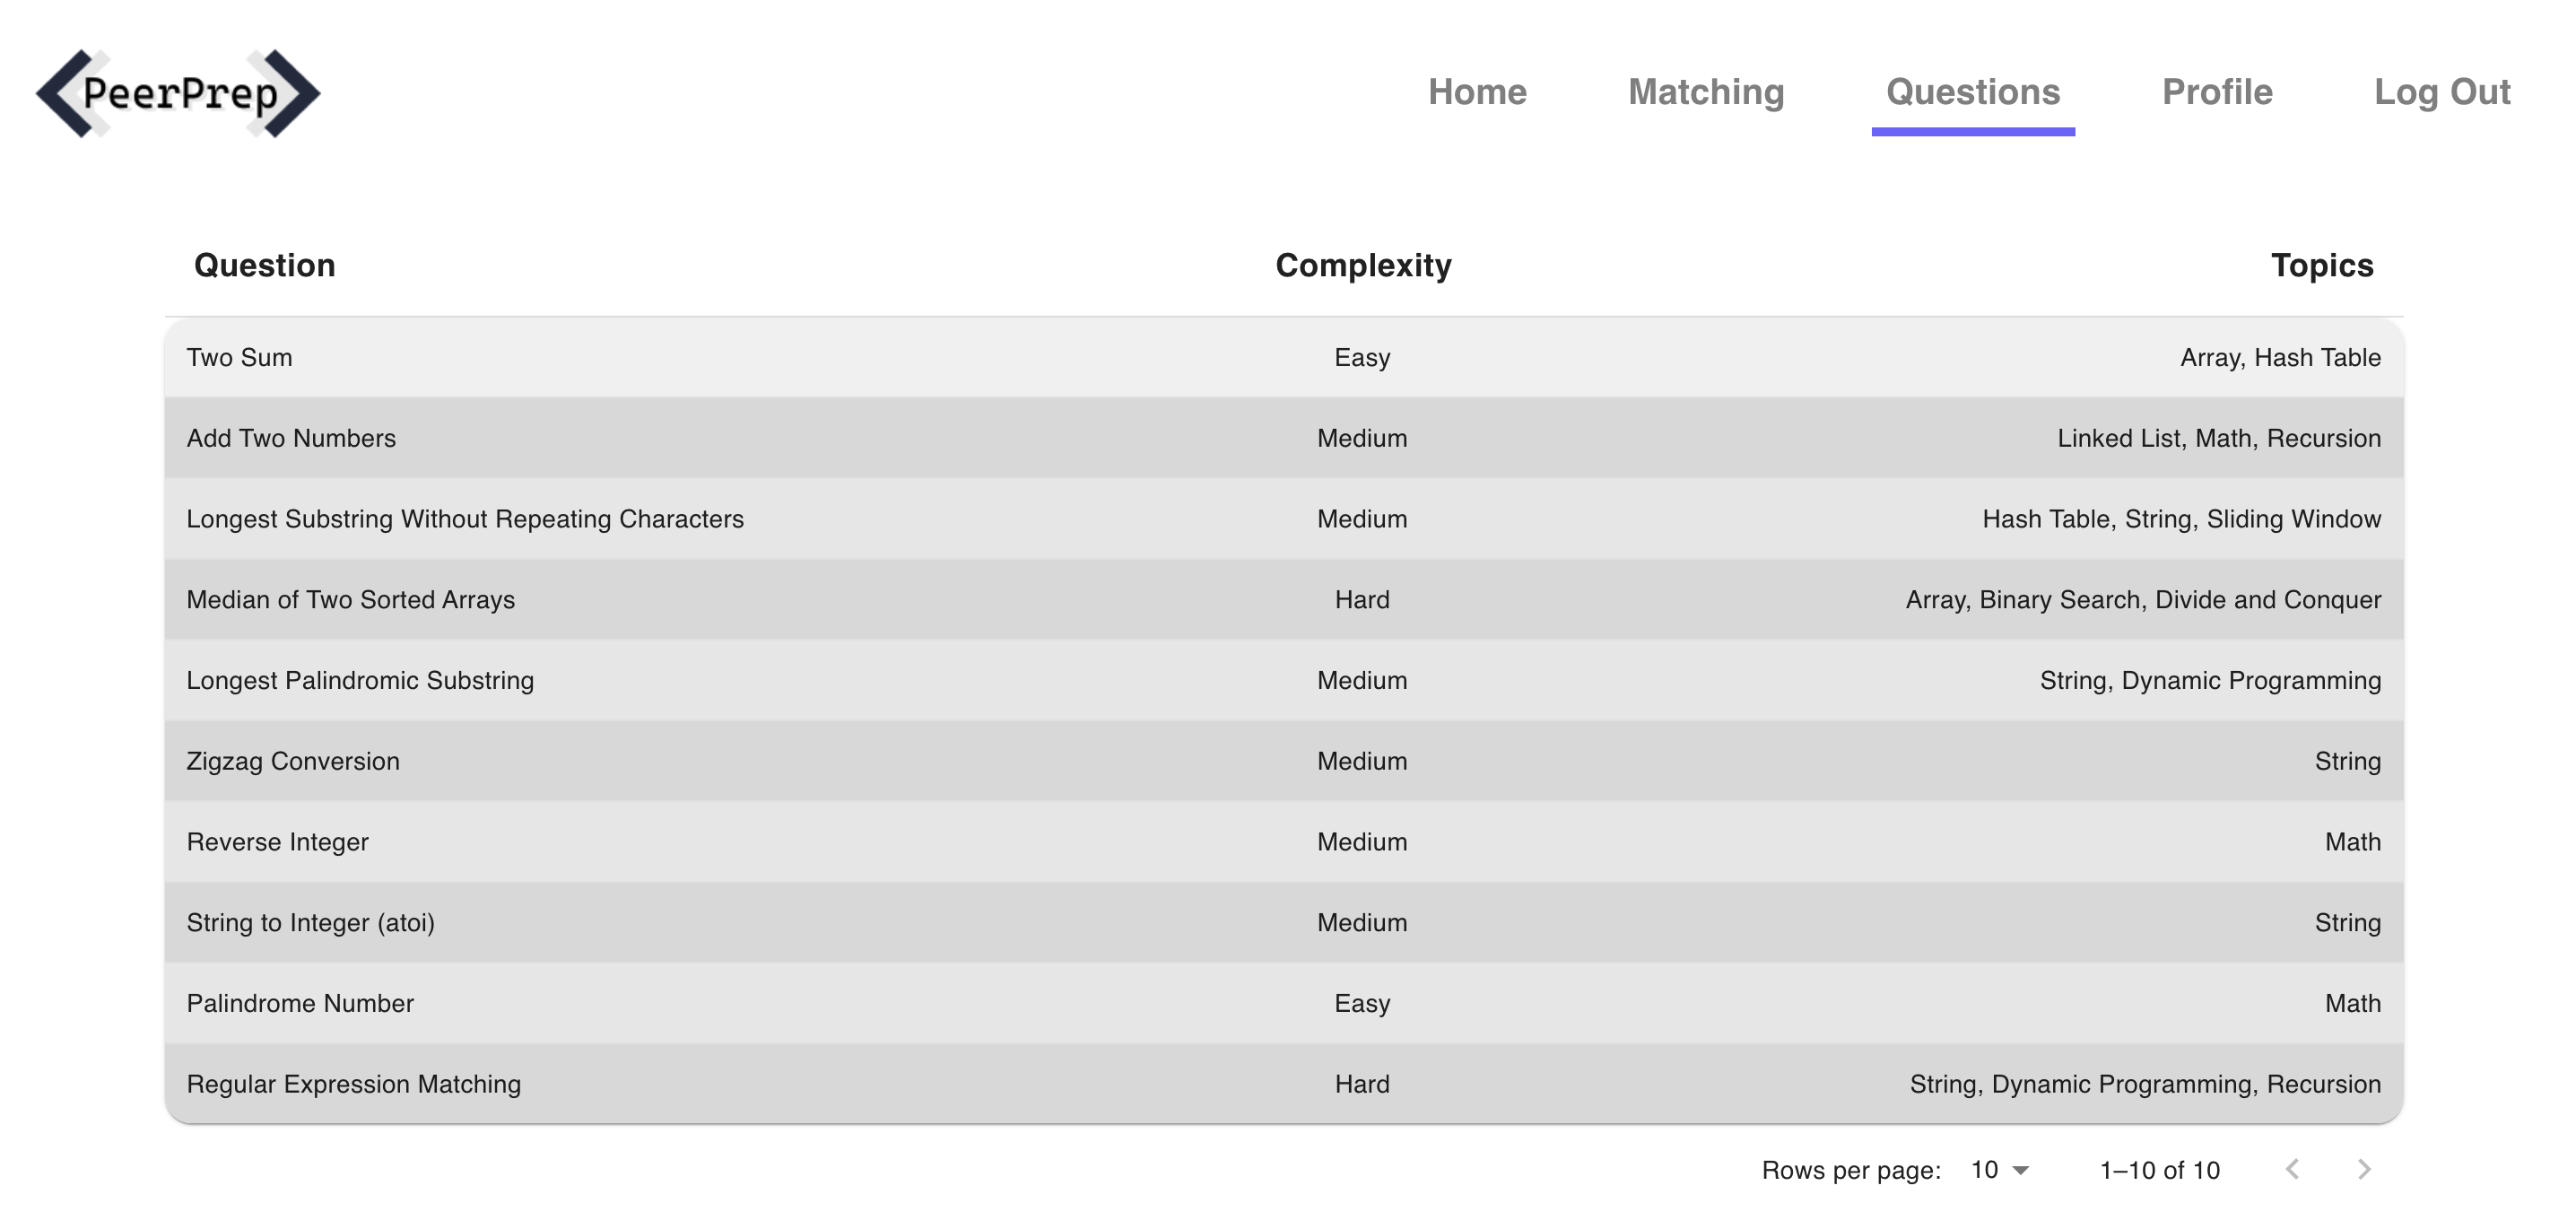 PeerPrep Home Matching Questions Profile Log Out
Question Complexity Topics
Two Sum Easy Array, Hash Table
Add Two Numbers Medium Linked List, Math, Recursion
Longest Substring Without Repeating Characters Medium Hash Table, String, Sliding Window
Median of Two Sorted Arrays Hard Array, Binary Search, Divide and Conquer
Longest Palindromic Substring Medium String, Dynamic Programming
Zigzag Conversion Medium String
Reverse Integer Medium Math
String to Integer (atoi) Medium String
Palindrome Number Easy Math
Regular Expression Matching Hard String, Dynamic Programming, Recursion
Rows per page: 10 1–10 of 10